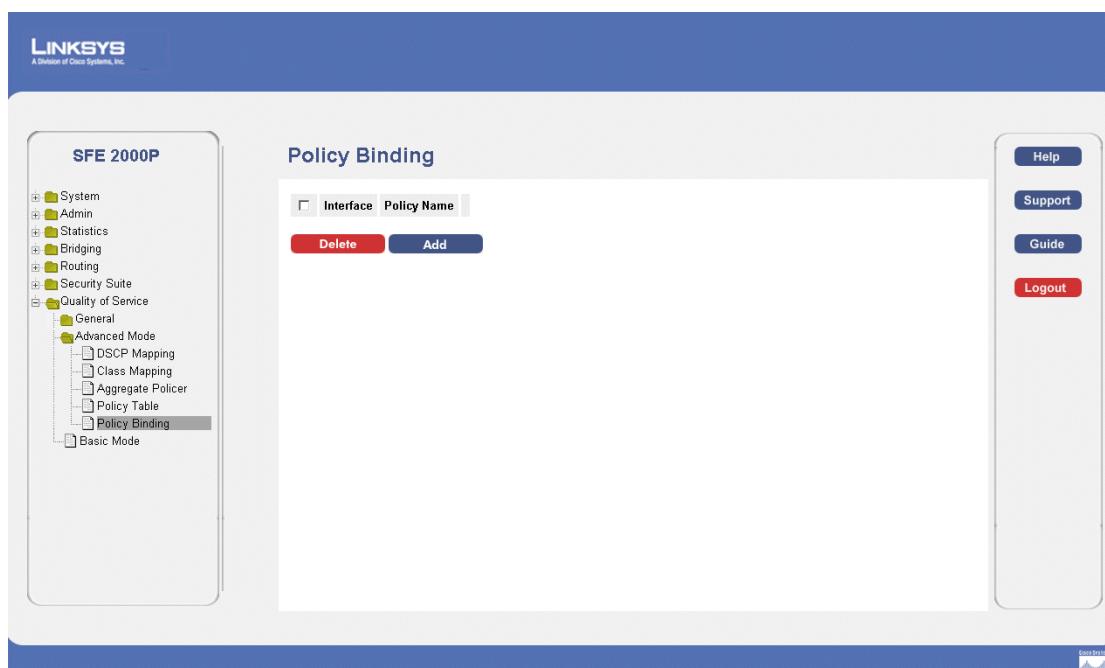 LINKSYS
A Division of Cisco Systems, Inc.
SFE 2000P
System
Admin
Statistics
Bridging
Routing
Security Suite
Quality of Service
General
Advanced Mode
DSCP Mapping
Class Mapping
Aggregate Policer
Policy Table
Policy Binding
Basic Mode
Policy Binding
Interface Policy Name
Delete Add
Help
Support
Guide
Logout